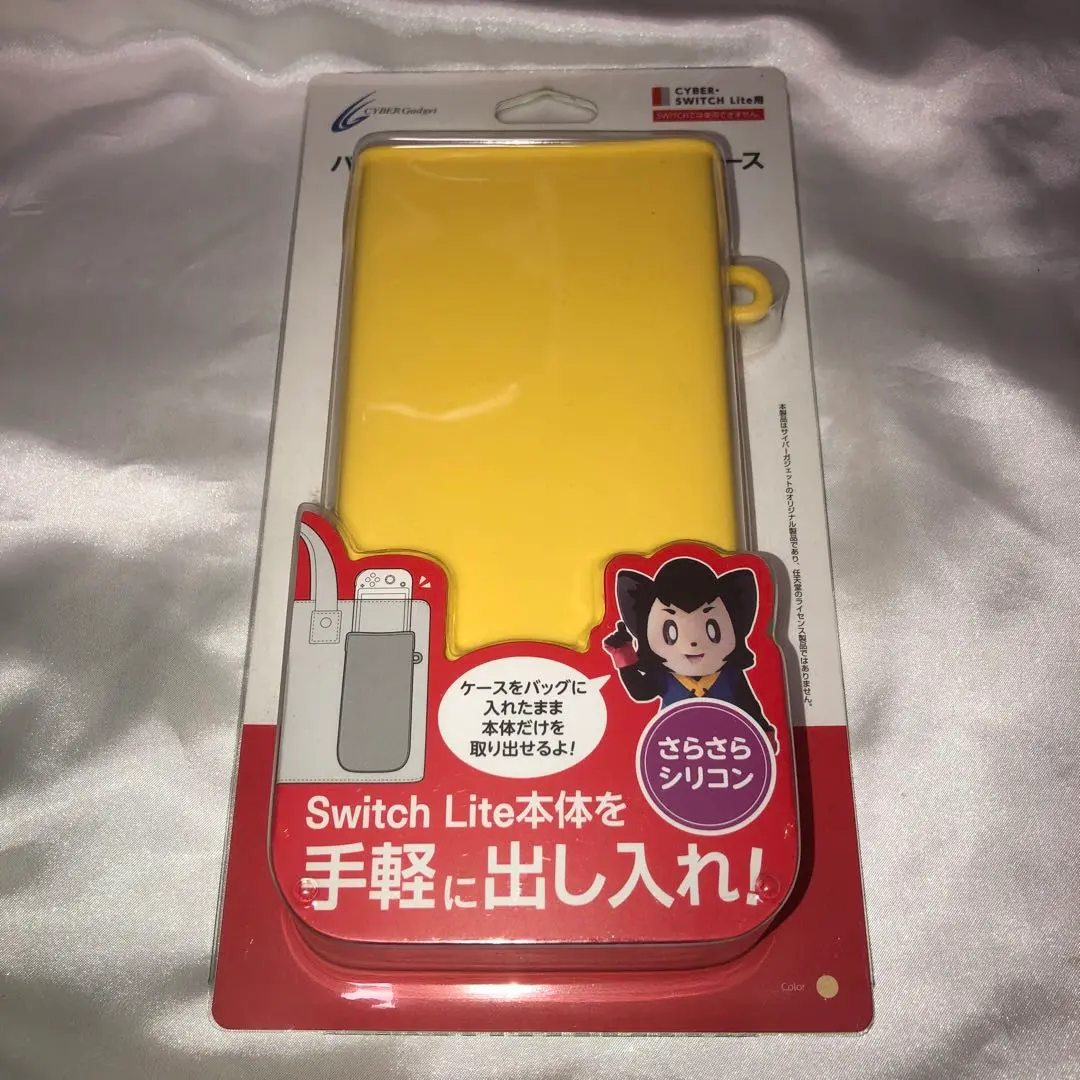 CYBER Gadget
CYBER・
SWITCH Lite用
SWITCHでは使用できません。
ース
本製品はサイバーガジェットのオリジナル製品であり、任天堂のライセンス製品ではありません。
ケースをバッグに
入れたまま
本体だけを
取り出せるよ!
さらさら
シリコン
Switch Lite本体を
手軽に出し入れ!
Color